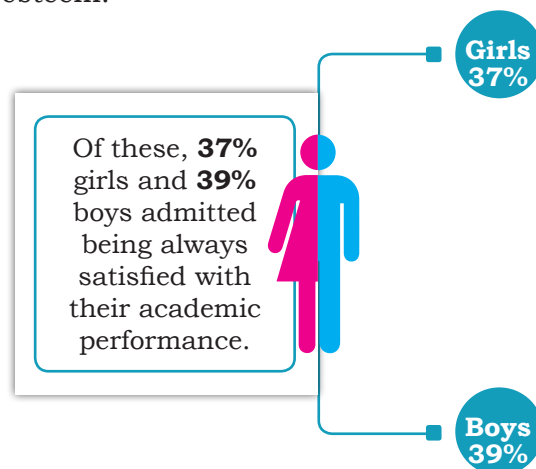 esteem.
Girls
37%
Of these, 37%
girls and 39%
boys admitted
being always
satisfied with
their academic
performance.
Boys
39%